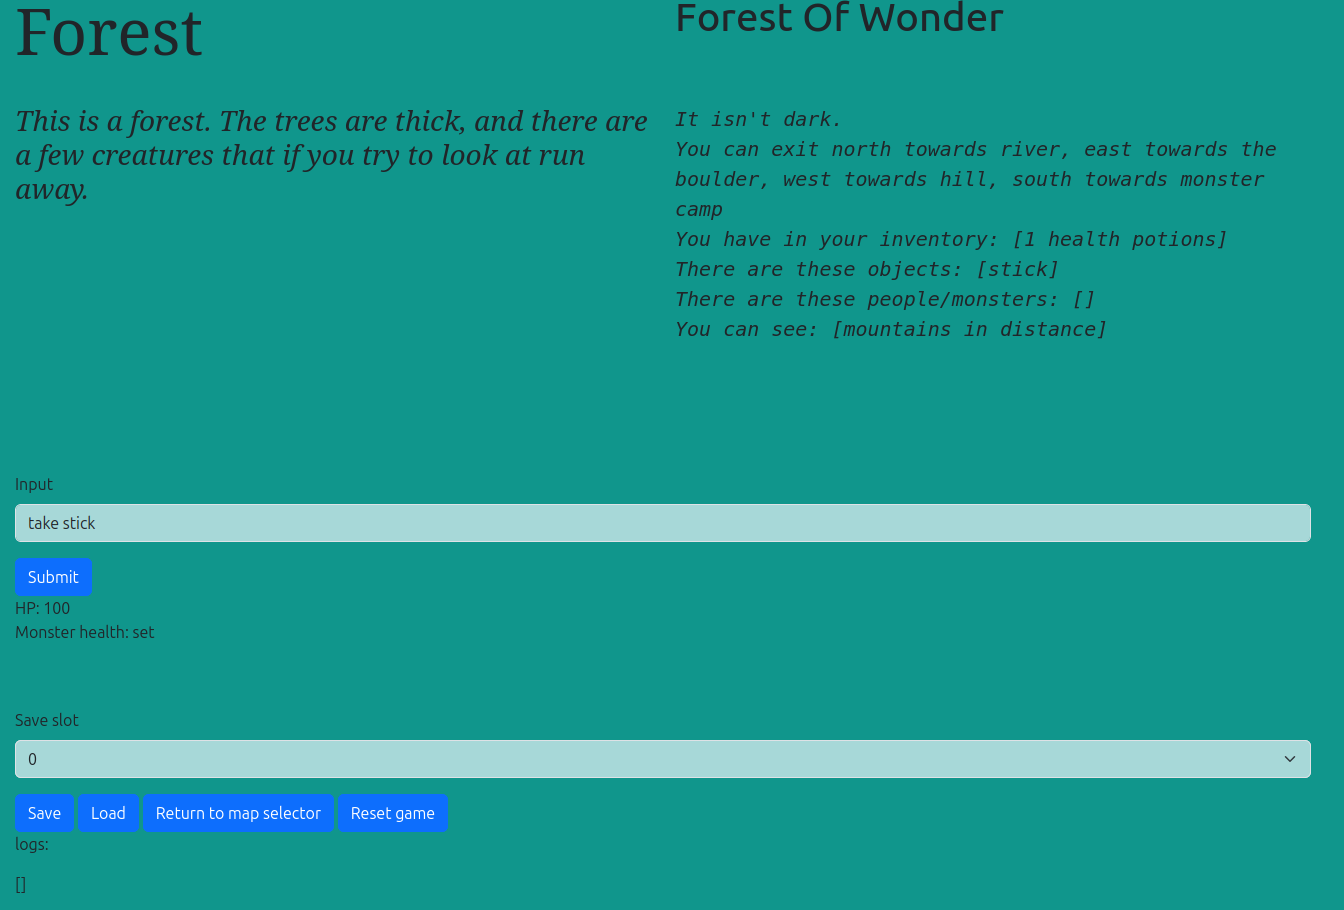 Forest
This is a forest. The trees are thick, and there are
a few creatures that if you try to look at run
away.
Forest Of Wonder
It isn't dark.
You can exit north towards river, east towards the
boulder, west towards hill, south towards monster
camp
You have in your inventory: [1 health potions]
There are these objects: [stick]
There are these people/monsters: []
You can see: [mountains in distance]
Input
take stick
Submit
HP: 100
Monster health: set
Save slot
0
Save Load Return to map selector Reset game
logs:
[]